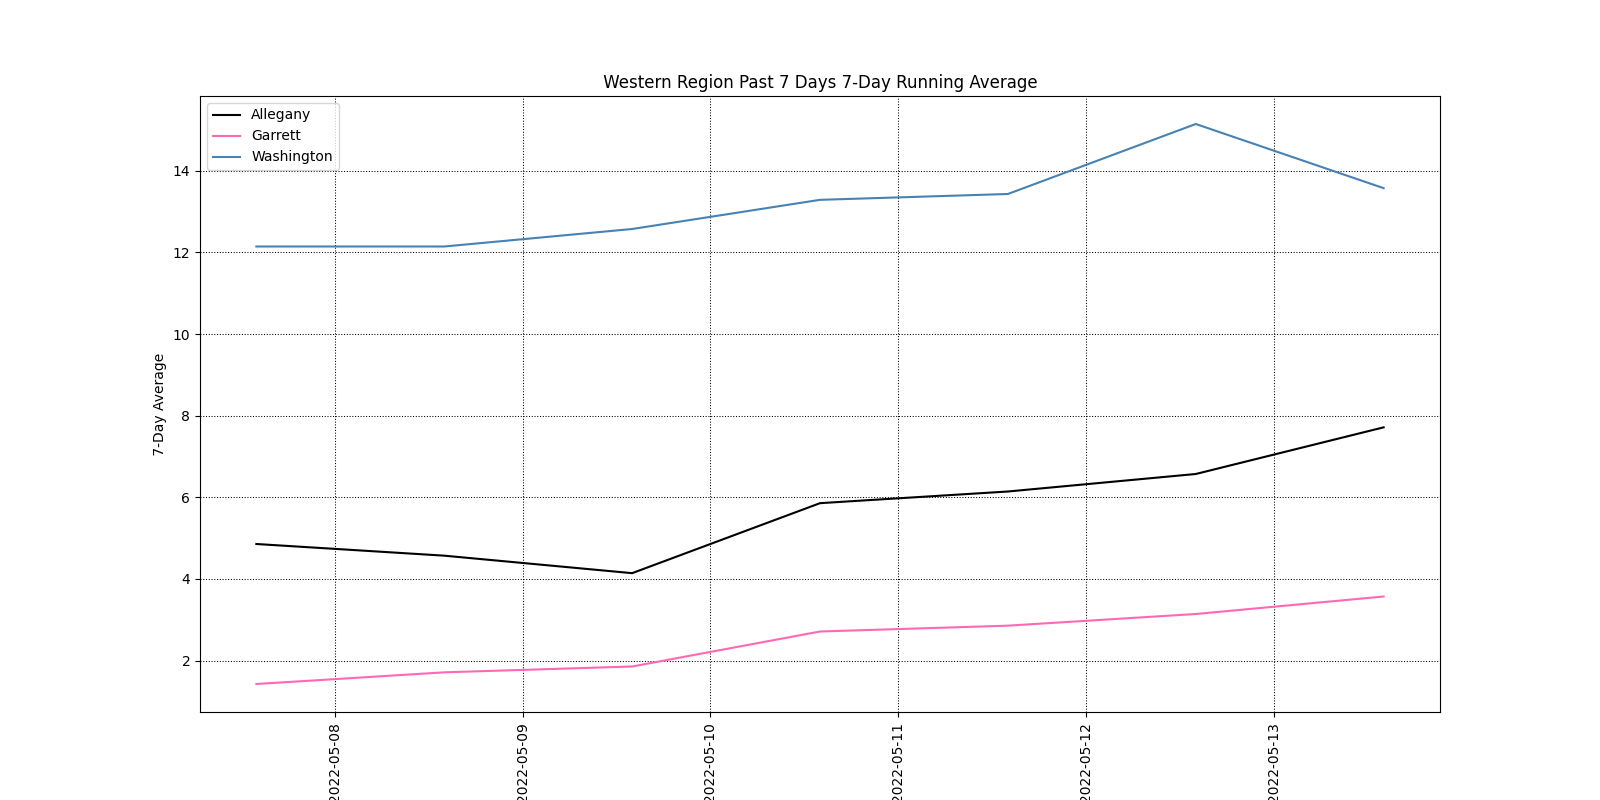 Western Region Past 7 Days 7-Day Running Average
Allegany
Garrett
Washington
14
12
10
8
6
4
2
7-Day Average
2022-05-08
2022-05-09
2022-05-10
2022-05-11
2022-05-12
2022-05-13